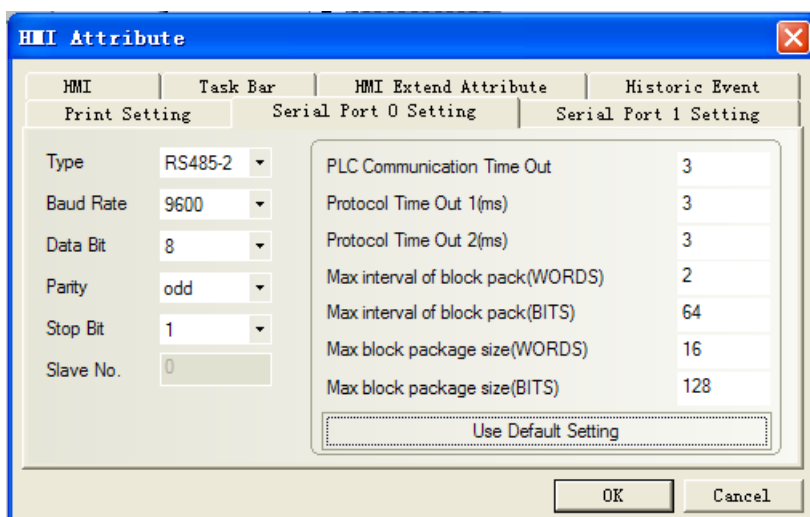 HMI Attribute
HMI Task Bar HMI Extend Attribute Historic Event
Print Setting Serial Port 0 Setting Serial Port 1 Setting
Type RS485-2
Baud Rate 9600
Data Bit 8
Parity odd
Stop Bit 1
Slave No. 0
PLC Communication Time Out 3
Protocol Time Out 1(ms) 3
Protocol Time Out 2(ms) 3
Max interval of block pack(WORDS) 2
Max interval of block pack(BITS) 64
Max block package size(WORDS) 16
Max block package size(BITS) 128
Use Default Setting
OK Cancel